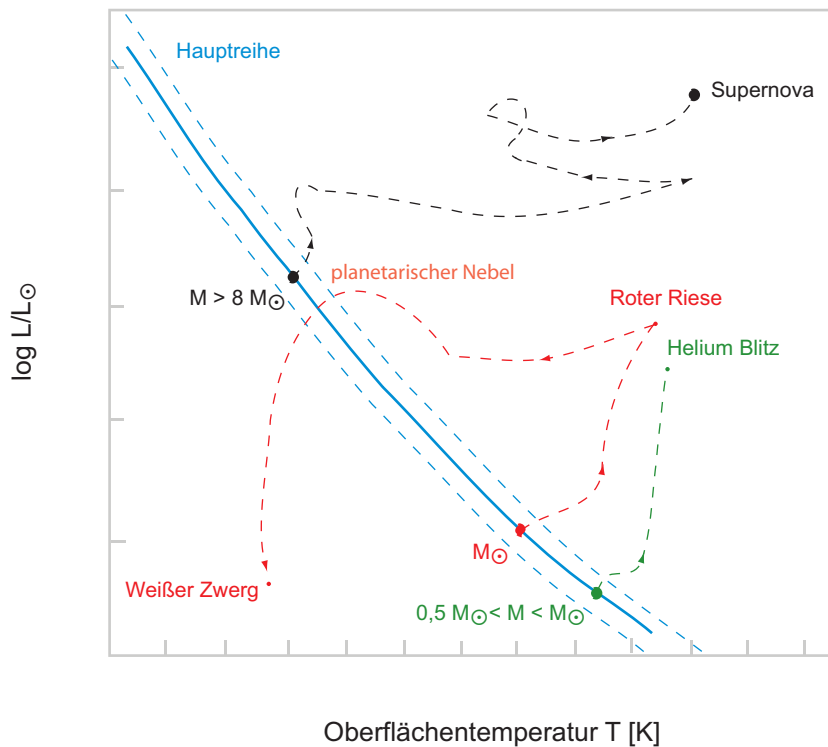 Hauptreihe
Supernova
planetarischer Nebel
M > 8 M☉
Roter Riese
Helium Blitz
log L/L☉
M☉
Weißer Zwerg
0,5 M☉< M < M☉
Oberflächentemperatur T [K]